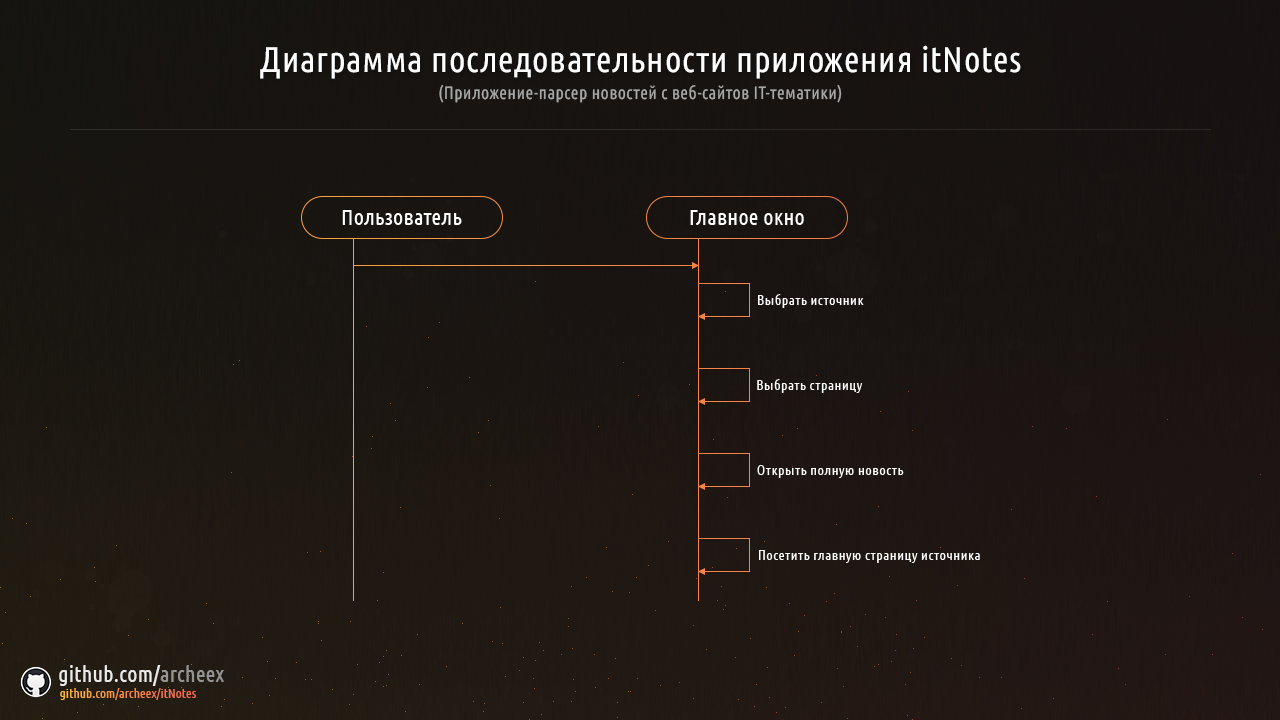 Диаграмма последовательности приложения itNotes
(Приложение-парсер новостей с веб-сайтов IT-тематики)
Пользователь
Главное окно
Выбрать источник
Выбрать страницу
Открыть полную новость
Посетить главную страницу источника
github.com/archeex
github.com/archeex/itNotes